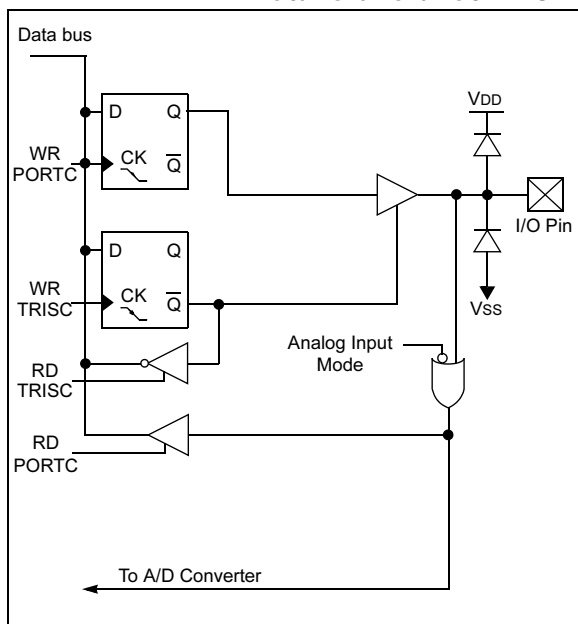 Data bus
D Q
WR
PORTC
CK Q
VDD
I/O Pin
D Q
WR
TRISC
CK Q
VSS
Analog Input
Mode
RD
TRISC
RD
PORTC
To A/D Converter